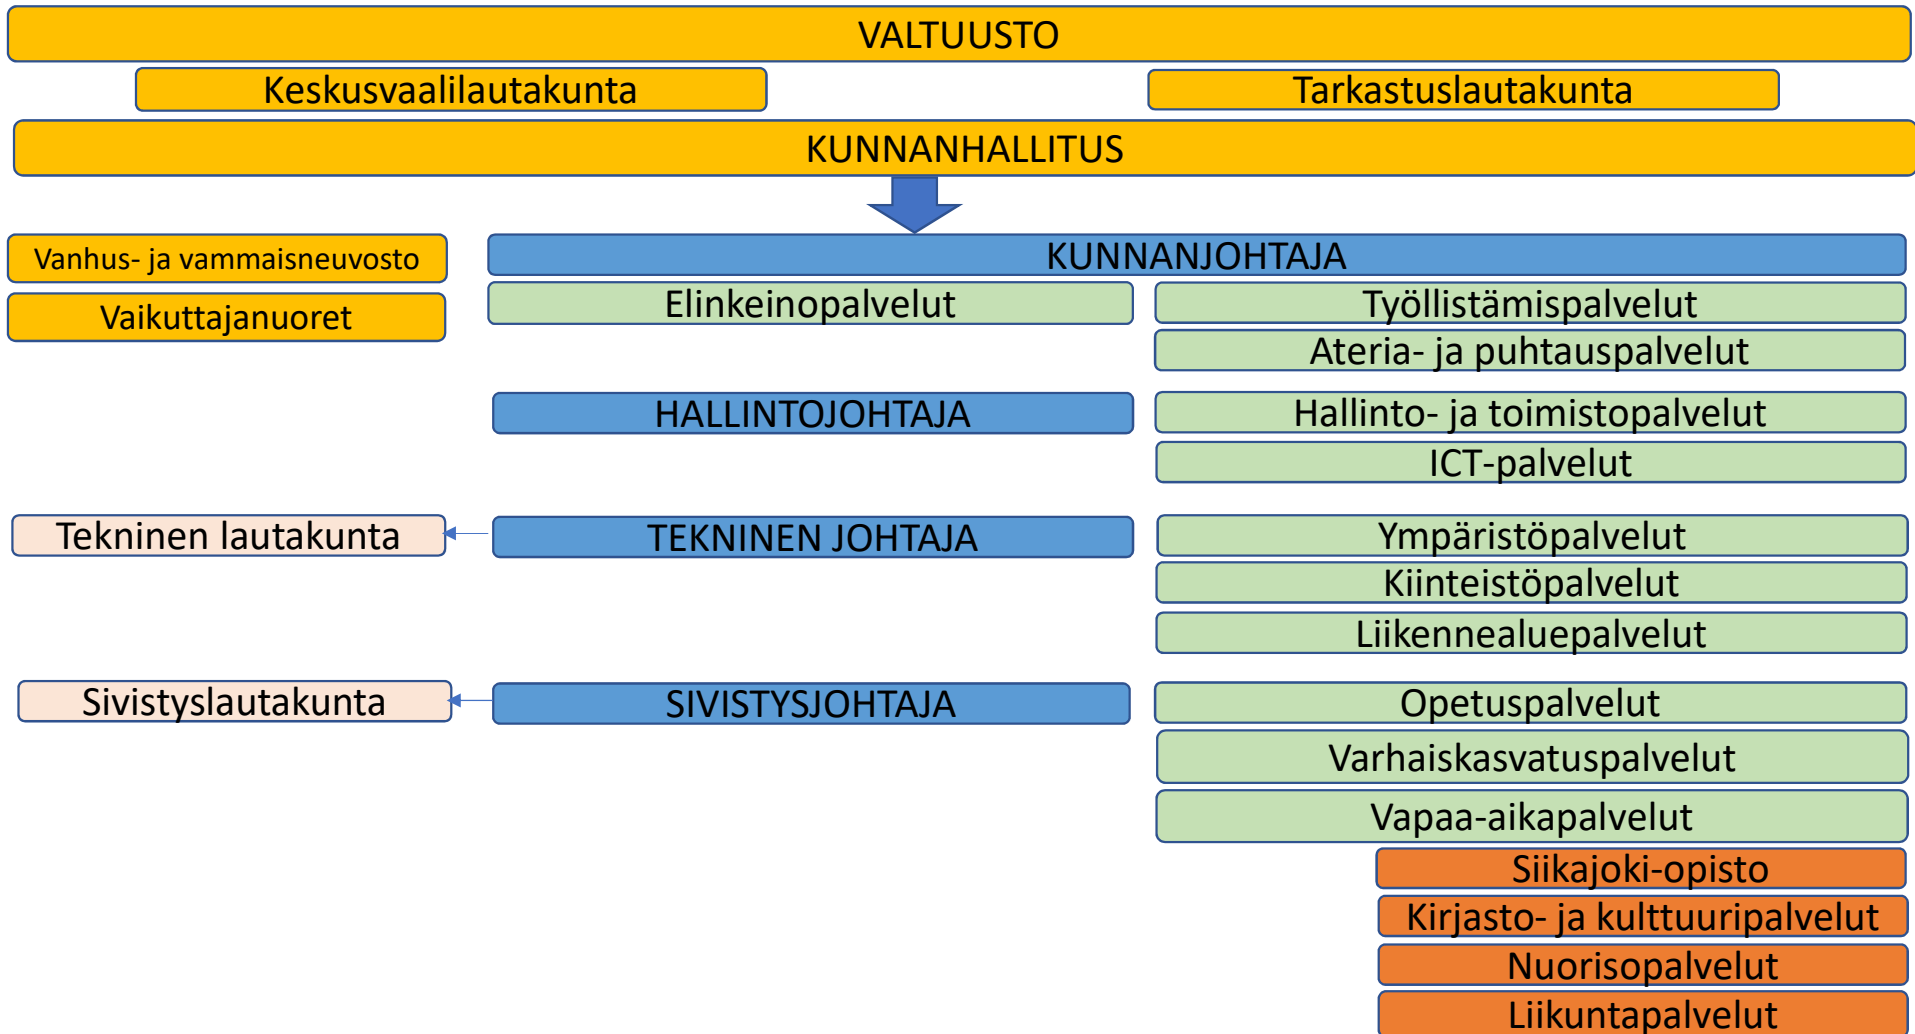 VALTUUSTO
Keskusvaalilautakunta
Tarkastuslautakunta
KUNNANHALLITUS
Vanhus- ja vammaisneuvosto
KUNNANJOHTAJA
Vaikuttajanuoret
Elinkeinopalvelut
Työllistämispalvelut
Ateria- ja puhtauspalvelut
HALLINTOJOHTAJA
Hallinto- ja toimistopalvelut
ICT-palvelut
Tekninen lautakunta
TEKNINEN JOHTAJA
Ympäristöpalvelut
Kiinteistöpalvelut
Liikennealuepalvelut
Sivistyslautakunta
SIVISTYSJOHTAJA
Opetuspalvelut
Varhaiskasvatuspalvelut
Vapaa-aikapalvelut
Siikajoki-opisto
Kirjasto- ja kulttuuripalvelut
Nuorisopalvelut
Liikuntapalvelut